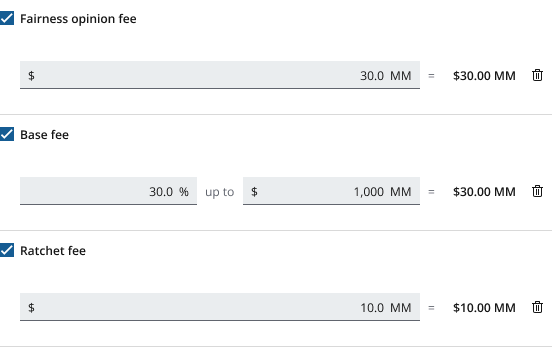 Fairness opinion fee
$ 30.0 MM = $30.00 MM
Base fee
30.0 % up to $ 1,000 MM = $30.00 MM
Ratchet fee
$ 10.0 MM = $10.00 MM